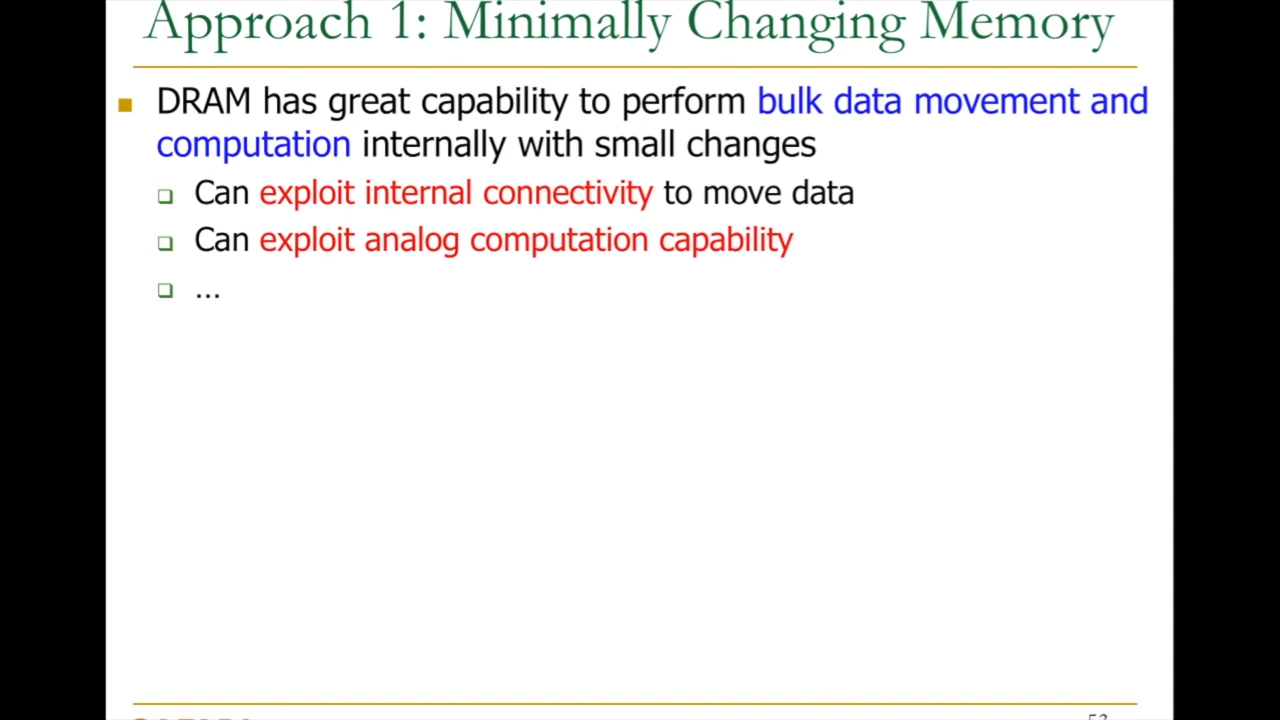 Approach 1: Minimally Changing Memory
DRAM has great capability to perform bulk data movement and
computation internally with small changes
Can exploit internal connectivity to move data
Can exploit analog computation capability
...